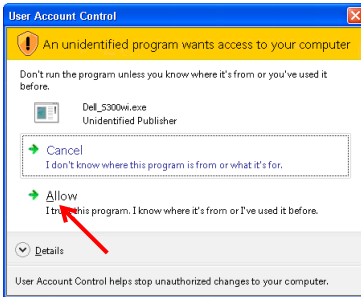 User Account Control
An unidentified program wants access to your computer
Don't run the program unless you know where it's from or you've used it
before.
Dell_S300wi.exe
Unidentified Publisher
Cancel
I don't know where this program is from or what it's for.
Allow
I trust this program. I know where it's from or I've used it before.
Details
User Account Control helps stop unauthorized changes to your computer.